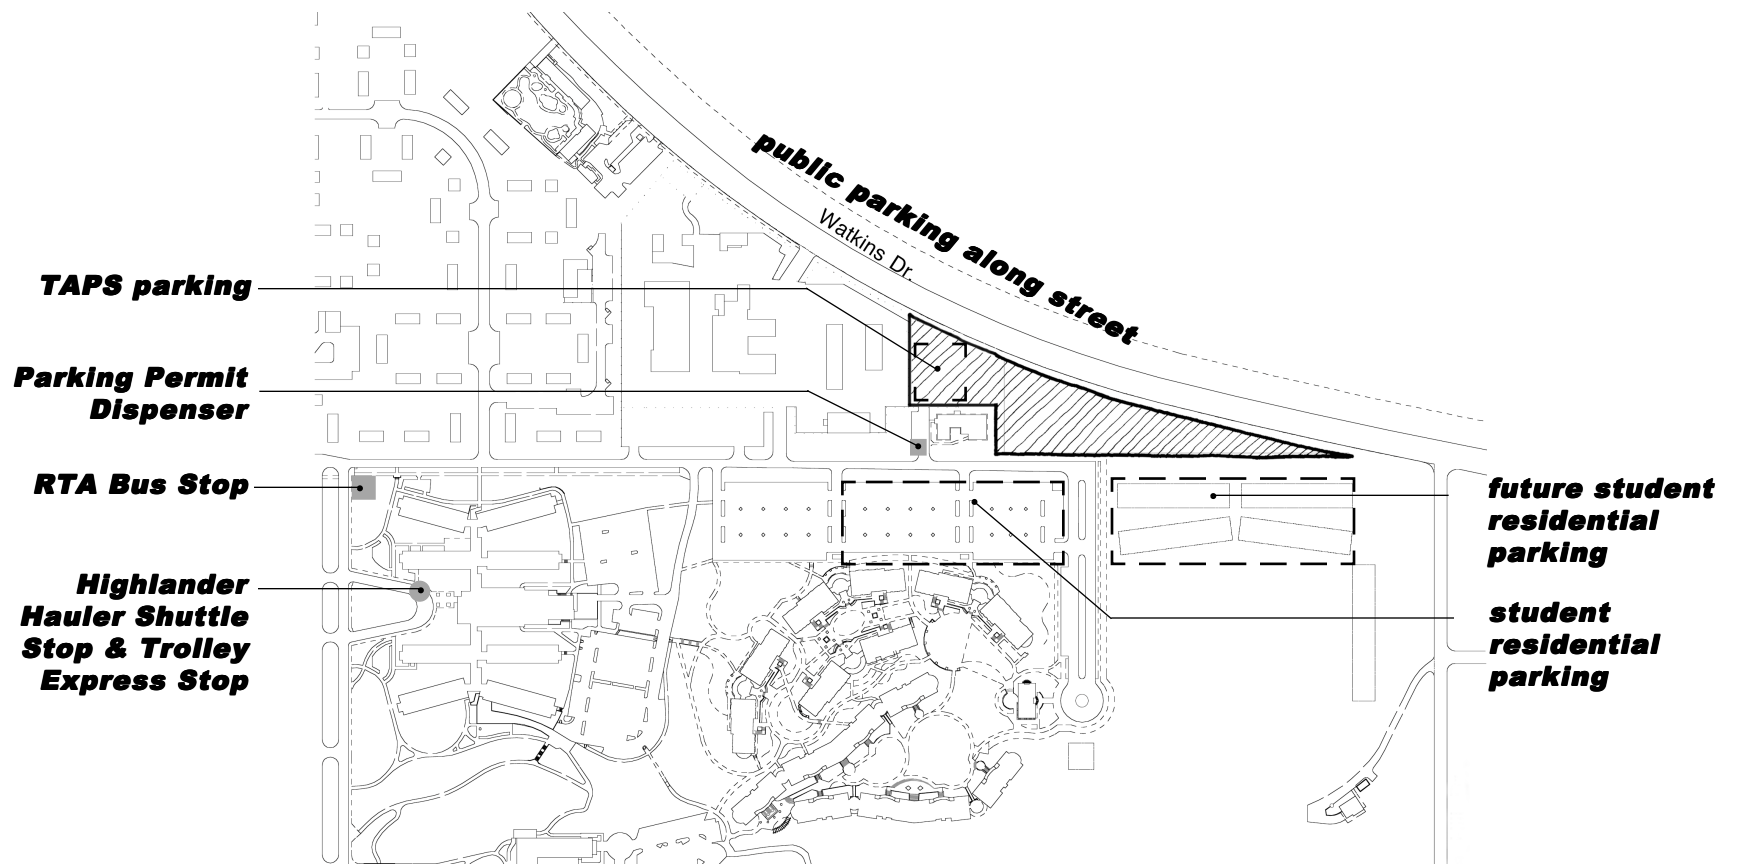 public parking along street
Watkins Dr.
TAPS parking
Parking Permit
Dispenser
RTA Bus Stop
Highlander
Hauler Shuttle
Stop & Trolley
Express Stop
future student
residential
parking
student
residential
parking